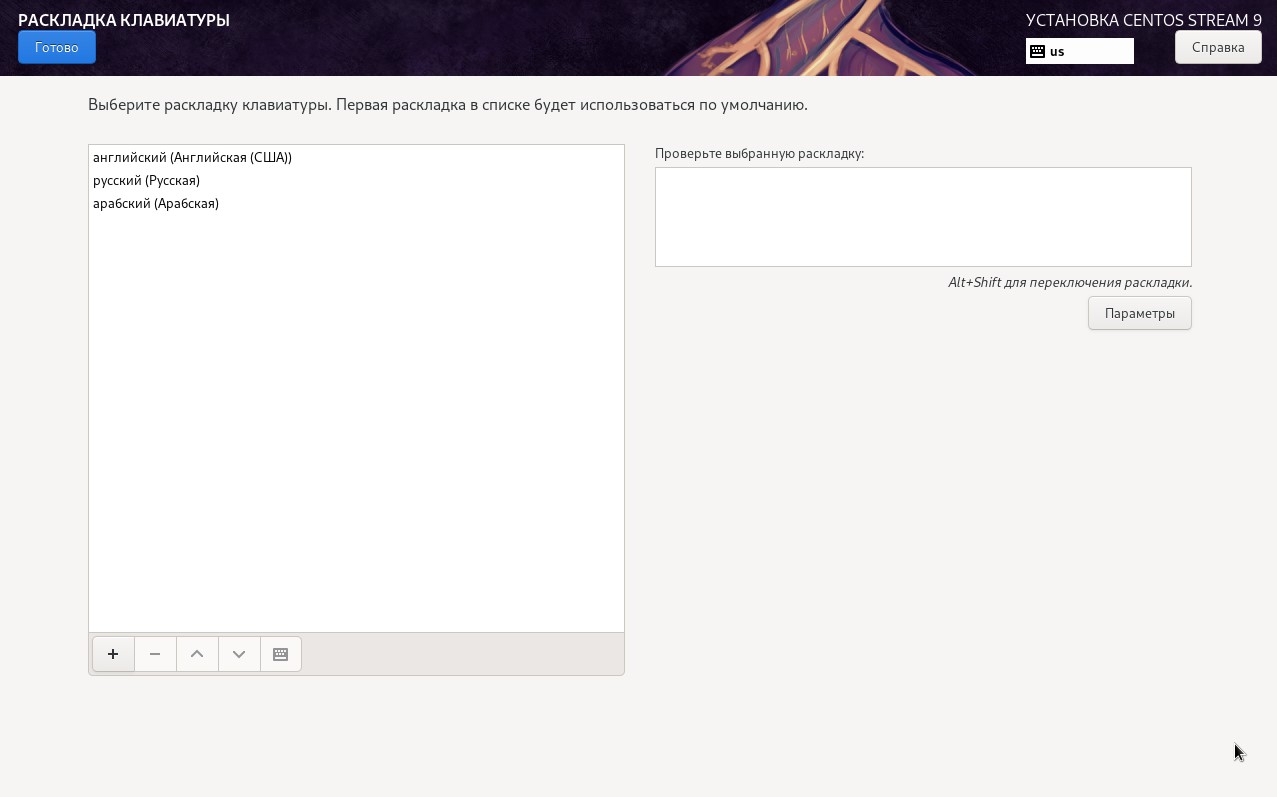 РАСКЛАДКА КЛАВИАТУРЫ
Готово
УСТАНОВКА CENTOS STREAM 9
us
Справка
Выберите раскладку клавиатуры. Первая раскладка в списке будет использоваться по умолчанию.
английский (Английская (США))
русский (Русская)
арабский (Арабская)
Проверьте выбранную раскладку:
Alt+Shift для переключения раскладки.
Параметры